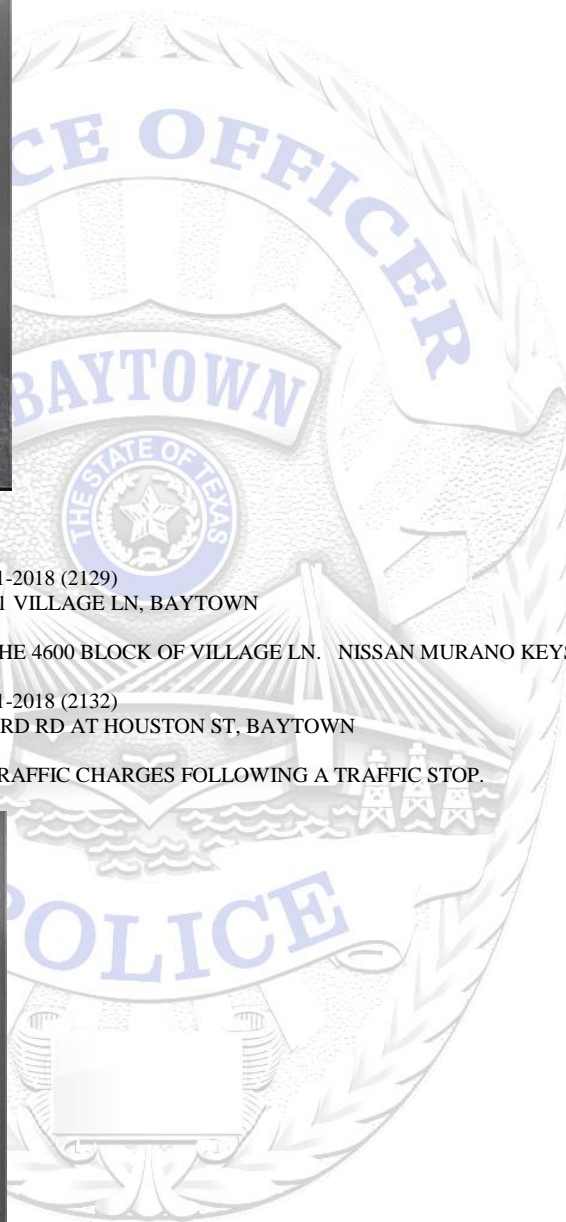 CE OFFICER
BAYTOWN
THE STATE OF TEXAS
1-2018 (2129)
1 VILLAGE LN, BAYTOWN
HE 4600 BLOCK OF VILLAGE LN. NISSAN MURANO KEYS
1-2018 (2132)
RD RD AT HOUSTON ST, BAYTOWN
RAFFIC CHARGES FOLLOWING A TRAFFIC STOP.
POLICE